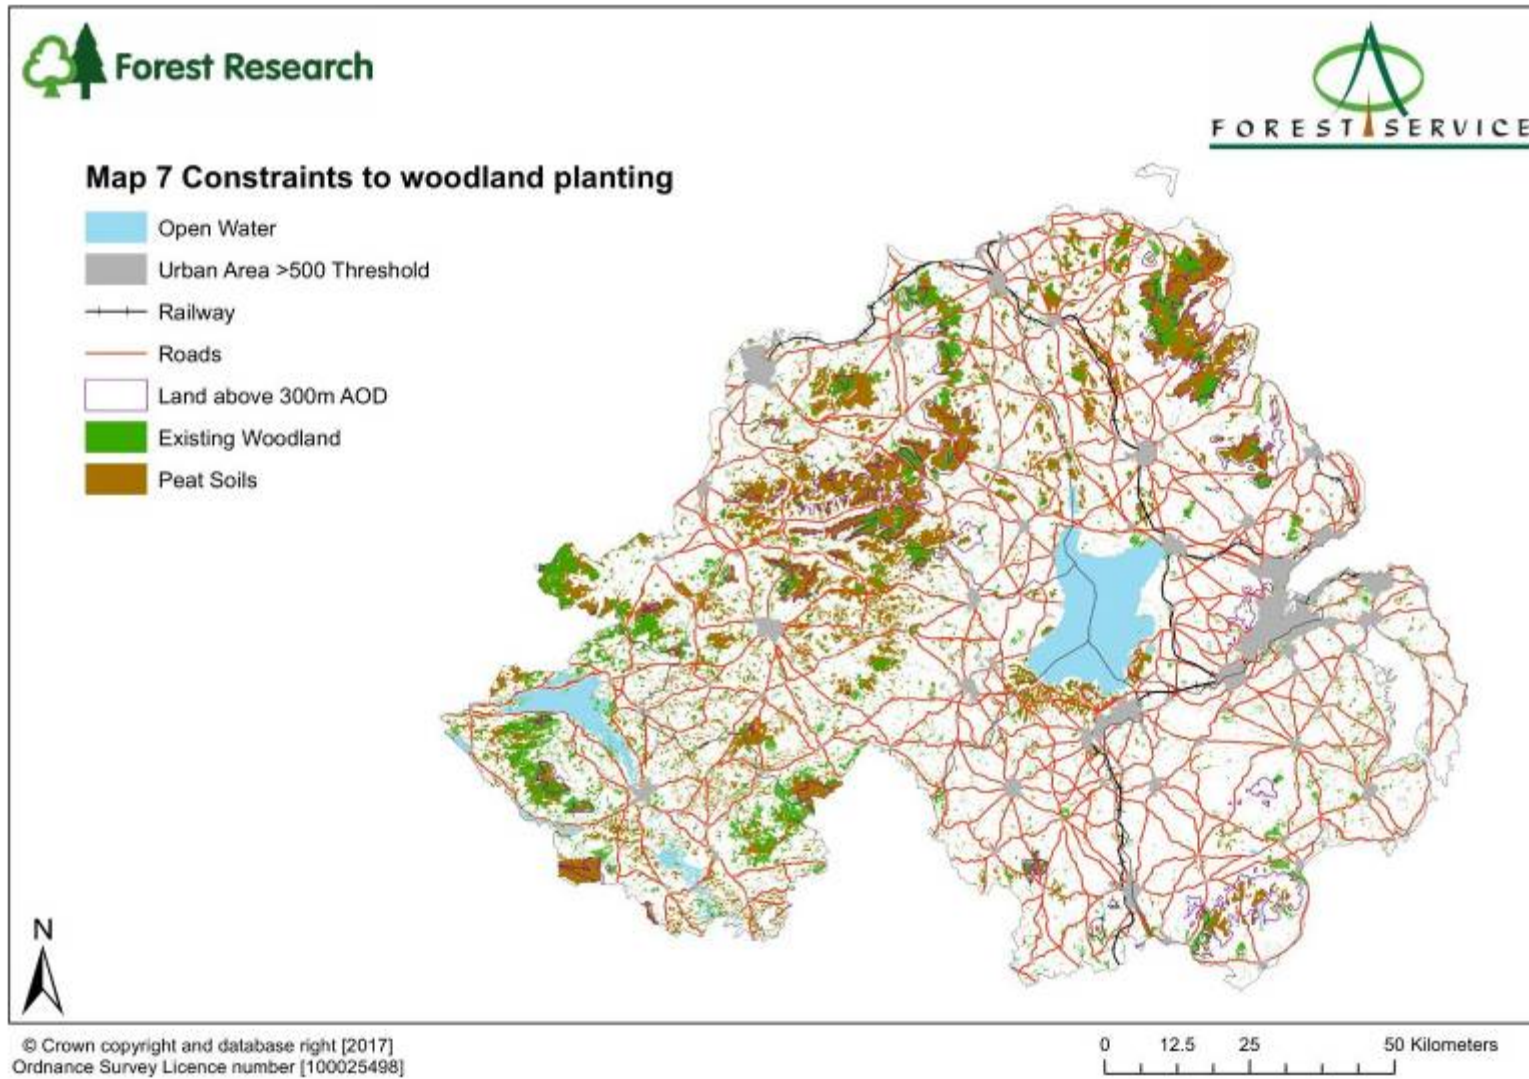 Forest Research
FOREST SERVICE
Map 7 Constraints to woodland planting
Open Water
Urban Area >500 Threshold
Railway
Roads
Land above 300m AOD
Existing Woodland
Peat Soils
N
© Crown copyright and database right [2017]
Ordnance Survey Licence number [100025498]
0 12.5 25 50 Kilometers